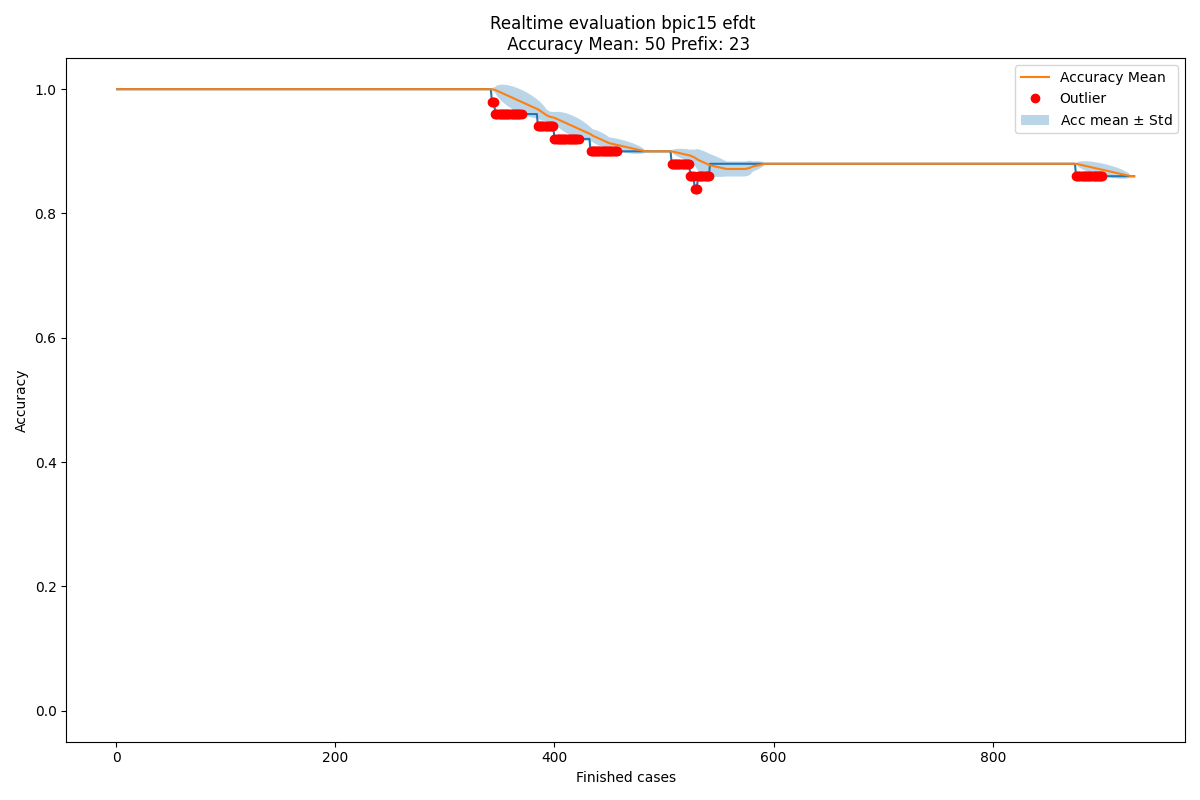 Realtime evaluation bpic15 efdt
Accuracy Mean: 50 Prefix: 23
Accuracy Mean
Outlier
Acc mean ± Std
1.0
0.8
0.6
0.4
0.2
0.0
Accuracy
0 200 400 600 800
Finished cases